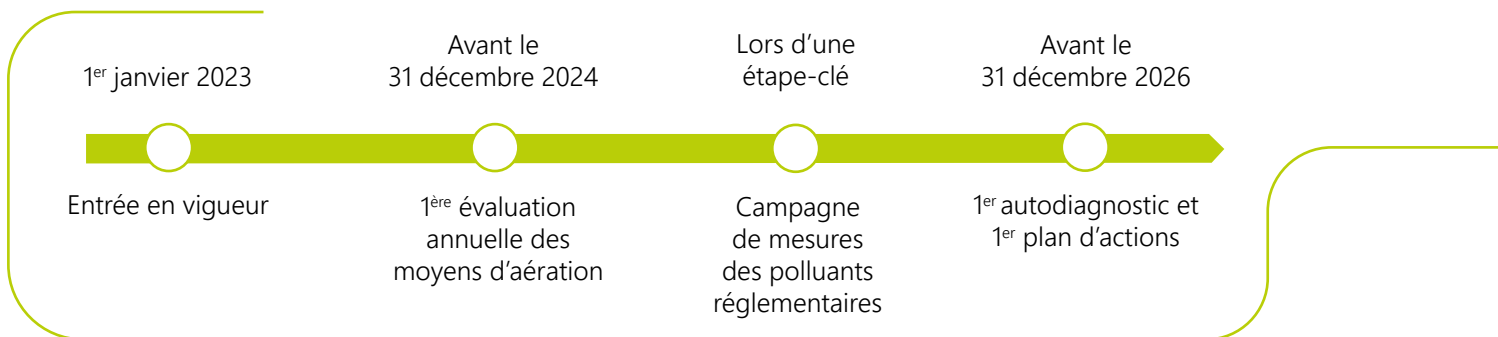 1er janvier 2023
Entrée en vigueur
Avant le
31 décembre 2024
1ère évaluation
annuelle des
moyens d’aération
Lors d’une
étape-clé
Campagne
de mesures
des polluants
réglementaires
Avant le
31 décembre 2026
1er autodiagnostic et
1er plan d’actions